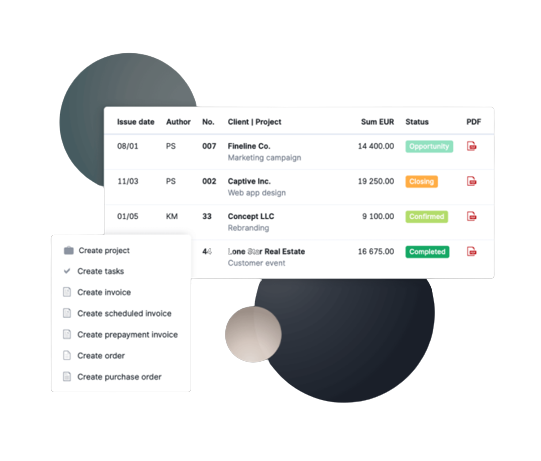 Issue date Author No. Client | Project Sum EUR Status PDF
08/01 PS 007 Fineline Co. 14 400.00 Opportunity
Marketing campaign
11/03 PS 002 Captive Inc. 19 250.00 Closing
Web app design
01/05 KM 33 Concept LLC 9 100.00 Confirmed
Rebranding
Real Estate 16 675.00 Completed
Customer event
Create project
Create tasks
Create invoice
Create scheduled invoice
Create prepayment invoice
Create order
Create purchase order